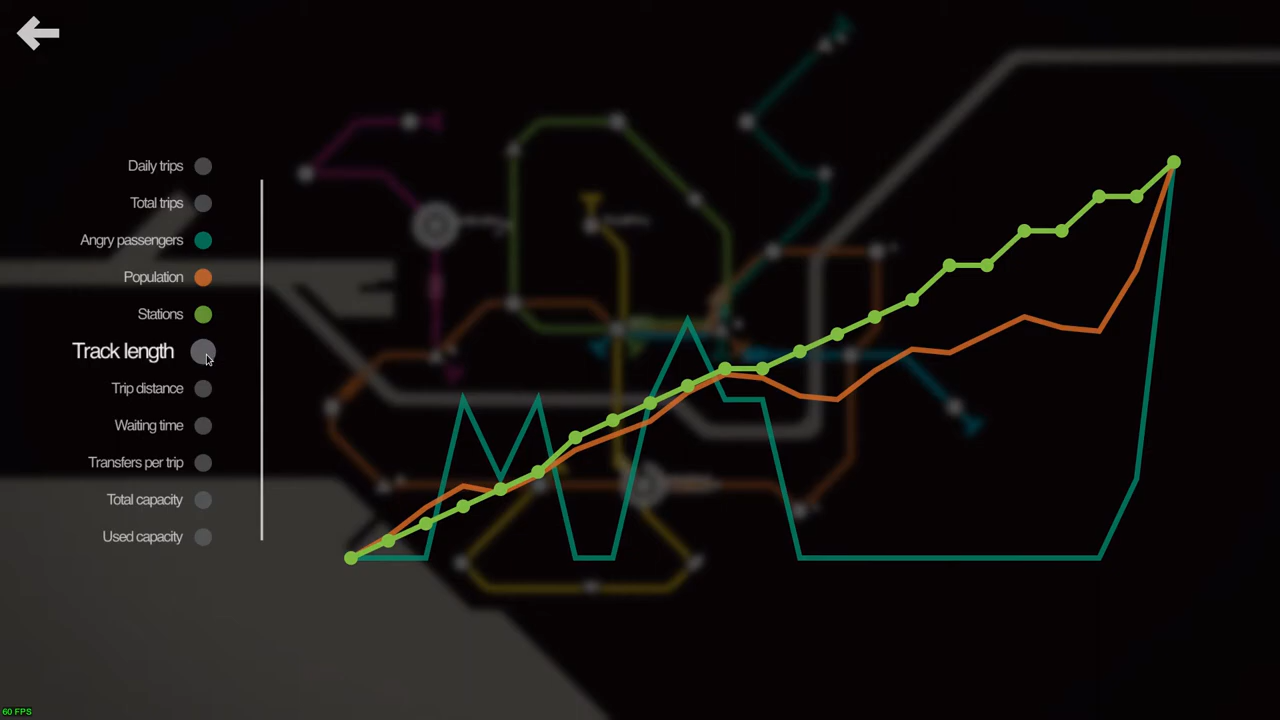 Daily trips
Total trips
Angry passengers
Population
Stations
Track length
Trip distance
Waiting time
Transfers per trip
Total capacity
Used capacity
60 FPS